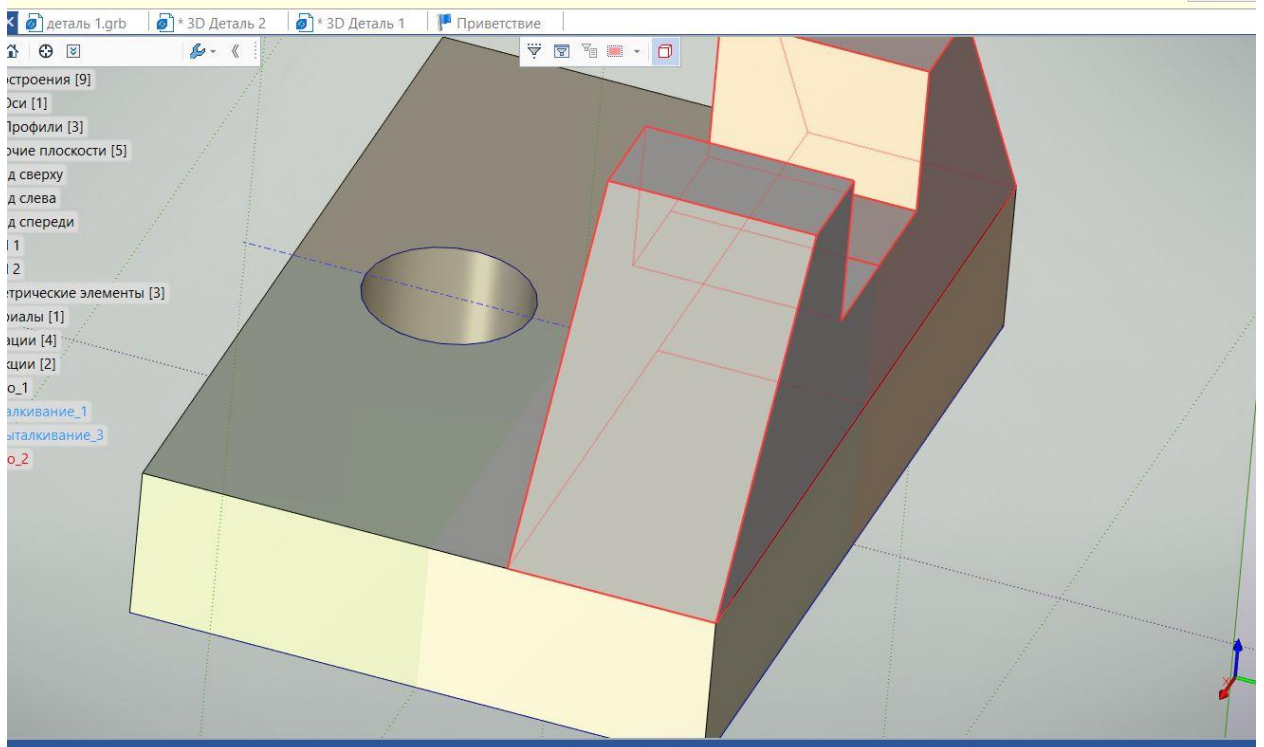 деталь 1.grb * 3D Деталь 2 * 3D Деталь 1 Приветствие
остроения [9]
Оси [1]
Профили [3]
очие плоскости [5]
д сверху
д слева
д спереди
1
2
етрические элементы [3]
риалы [1]
ации [4]
кции [2]
о_1
алкивание_1
ыталкивание_3
о_2